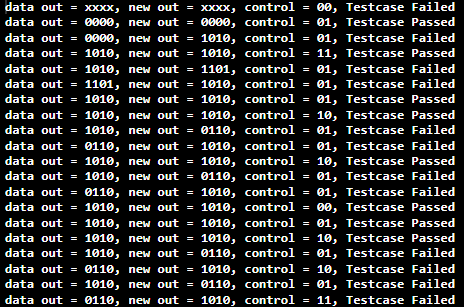 data out = xxxx, new out = xxxx, control = 00, Testcase Failed
data out = 0000, new out = 0000, control = 01, Testcase Passed
data out = 0000, new out = 1010, control = 01, Testcase Failed
data out = 1010, new out = 1010, control = 11, Testcase Passed
data out = 1010, new out = 1101, control = 01, Testcase Failed
data out = 1101, new out = 1010, control = 01, Testcase Failed
data out = 1010, new out = 1010, control = 01, Testcase Passed
data out = 1010, new out = 1010, control = 10, Testcase Passed
data out = 1010, new out = 0110, control = 01, Testcase Failed
data out = 0110, new out = 1010, control = 01, Testcase Failed
data out = 1010, new out = 1010, control = 10, Testcase Passed
data out = 1010, new out = 0110, control = 01, Testcase Failed
data out = 0110, new out = 1010, control = 01, Testcase Failed
data out = 1010, new out = 1010, control = 00, Testcase Passed
data out = 1010, new out = 1010, control = 01, Testcase Passed
data out = 1010, new out = 1010, control = 10, Testcase Passed
data out = 1010, new out = 0110, control = 01, Testcase Failed
data out = 0110, new out = 1010, control = 10, Testcase Failed
data out = 1010, new out = 0110, control = 01, Testcase Failed
data out = 0110, new out = 1010, control = 11, Testcase Failed